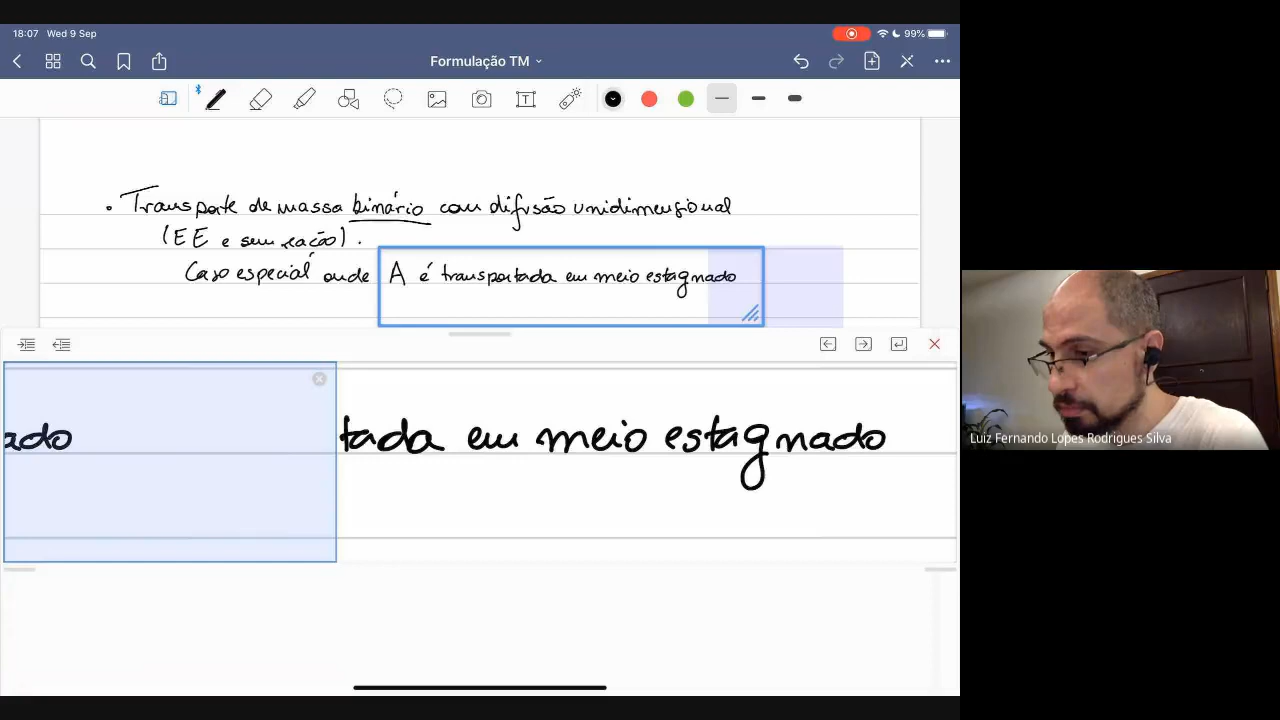 18:07 Wed 9 Sep
99%
Formulação TM
T
. Transporte de massa binário com difusão unidimensional
(EE e sem reação).
Caso especial onde A é transportada em meio estagnado
ado
tada em meio estagnado
Luiz Fernando Lopes Rodrigues Silva